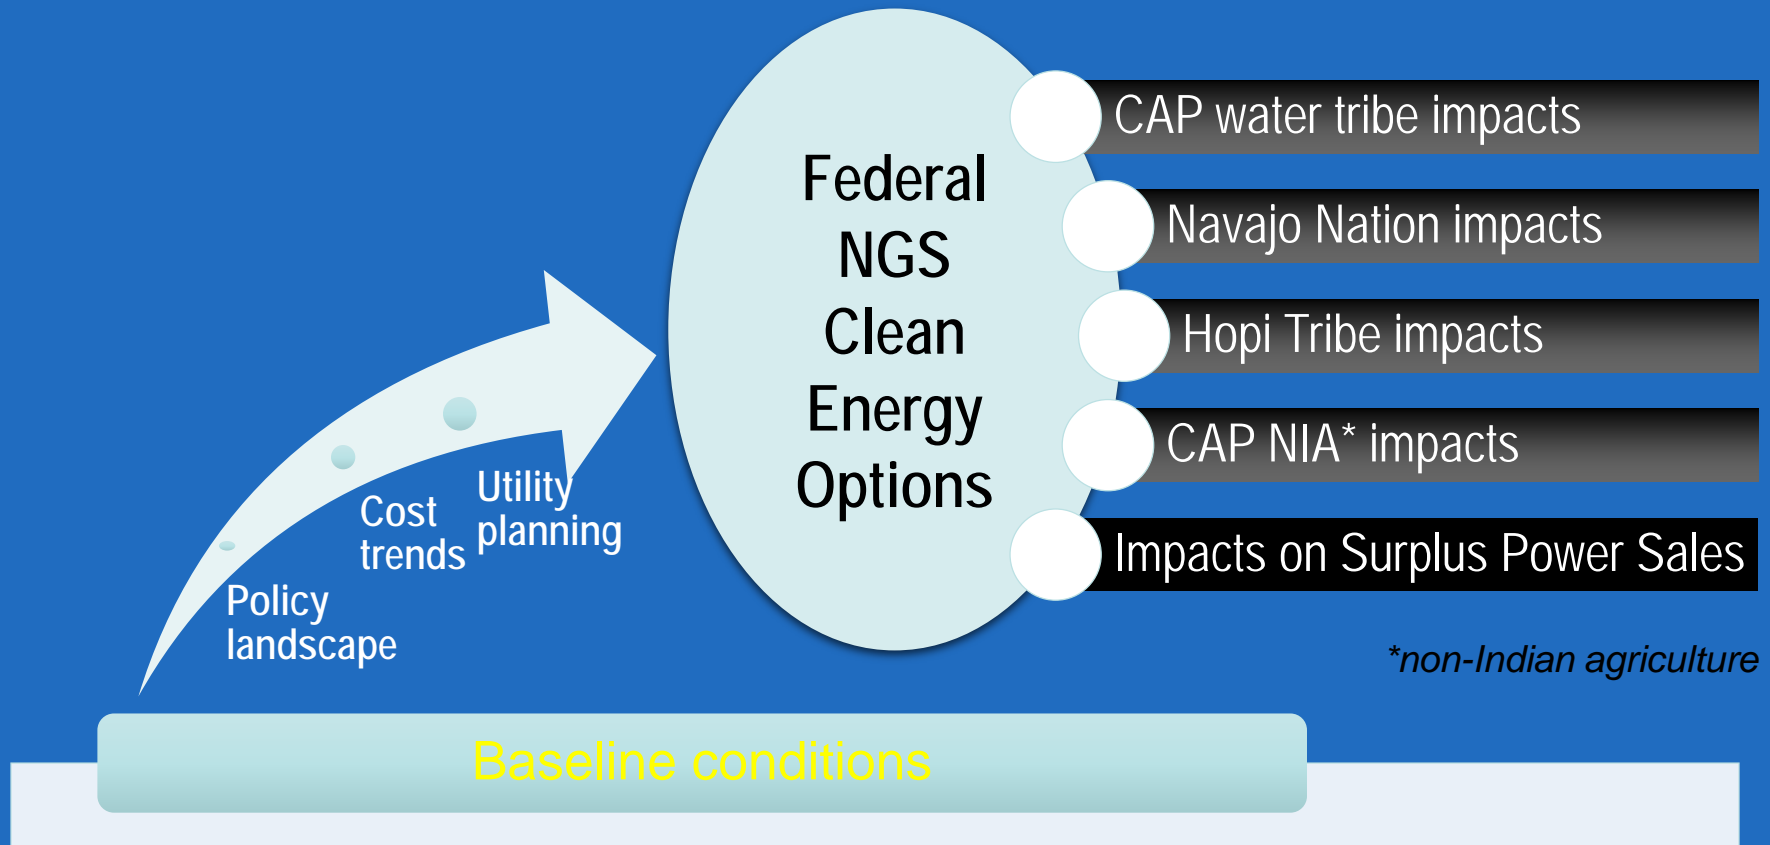 Federal
NGS
Clean
Energy
Options
CAP water tribe impacts
Navajo Nation impacts
Hopi Tribe impacts
CAP NIA* impacts
Impacts on Surplus Power Sales
*non-Indian agriculture
Policy
landscape
Cost
trends
Utility
planning
Baseline conditions